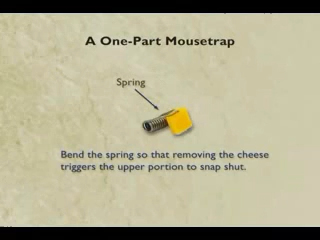 A One-Part Mousetrap
Spring
Bend the spring so that removing the cheese
triggers the upper portion to snap shut.